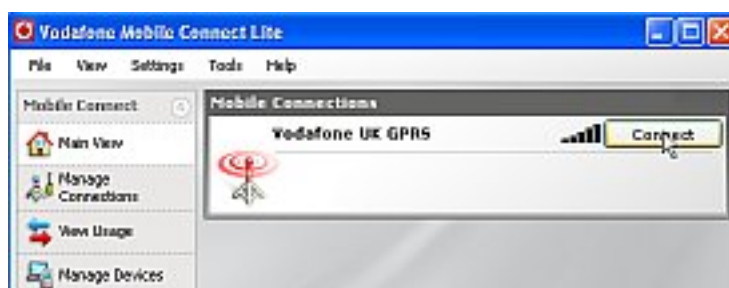 Vodafone Mobile Connect Lite
File View Settings Tools Help
Mobile Connect
Mobile Connections
Main View
Vodafone UK GPRS
Connect
Manage
Connections
View Usage
Manage Devices